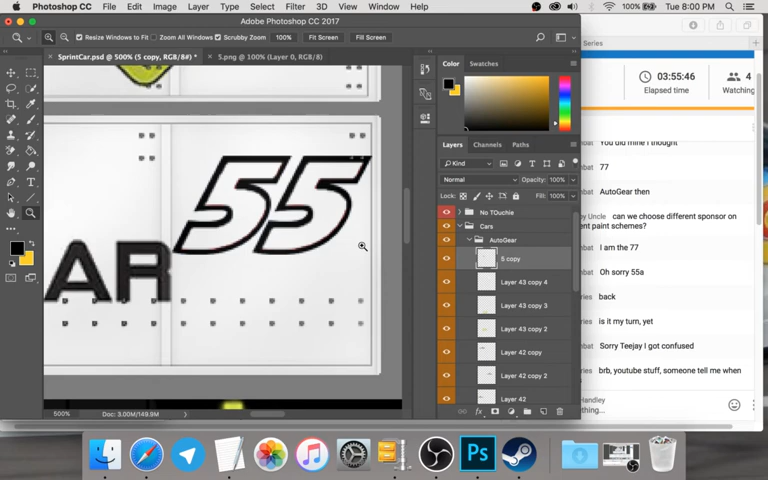 Photoshop CC File Edit Image Layer Type Select Filter 3D View Window Help 100% Tue 8:00 PM
Adobe Photoshop CC 2017
Resize Windows to Fit Zoom All Windows Scrubby Zoom 100% Fit Screen Fill Screen
SprintCar.psd @ 500% (5 copy, RGB/8#) * 5.png @ 100% (Layer 0, RGB/8)
Color Swatches
Layers Channels Paths
Kind
Normal Opacity: 100%
Lock: Fill: 100%
No TOuchie
Cars
AutoGear
5 copy
Layer 43 copy 4
Layer 43 copy 3
Layer 43 copy 2
Layer 42 copy
Layer 42 copy 2
Layer 42
55
AR
500% Doc: 3.00M/149.9M
Series
03:55:46
Elapsed time
4
Watching
You did mine I thought
77
AutoGear then
Uncle can we choose different sponsor on
paint schemes?
I am the 77
Oh sorry 55a
back
is it my turn, yet
Sorry Teejay I got confused
brb, youtube stuff, someone tell me when
Handley
Ps